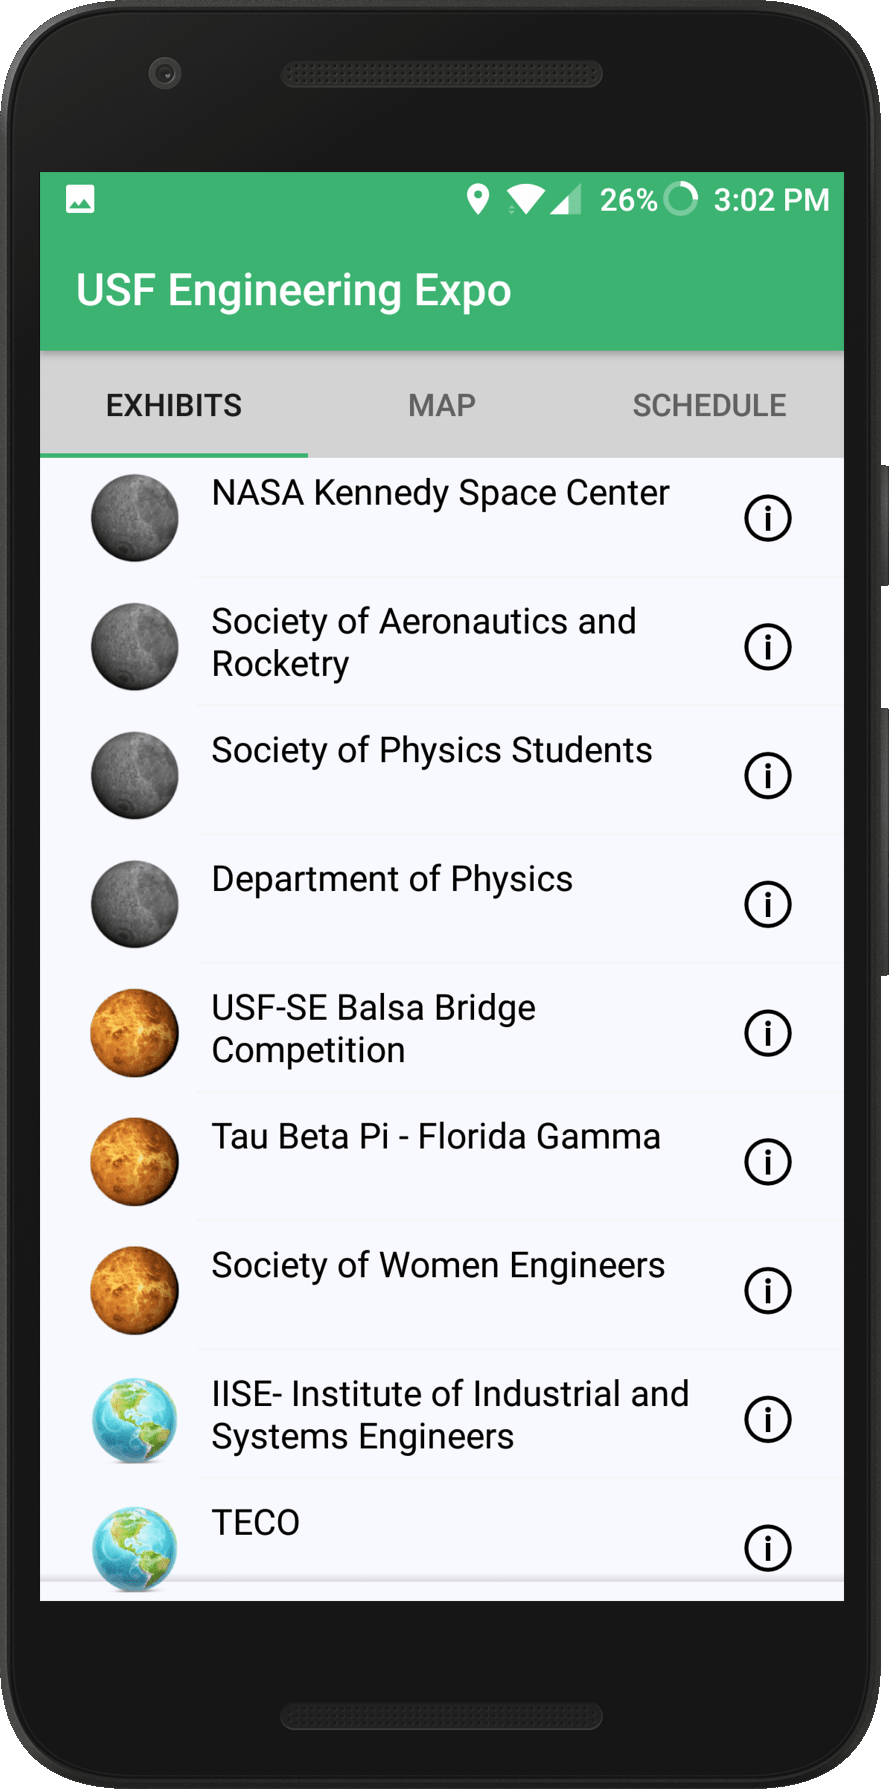 26% 3:02 PM
USF Engineering Expo
EXHIBITS MAP SCHEDULE
NASA Kennedy Space Center
Society of Aeronautics and
Rocketry
Society of Physics Students
Department of Physics
USF-SE Balsa Bridge
Competition
Tau Beta Pi - Florida Gamma
Society of Women Engineers
IISE- Institute of Industrial and
Systems Engineers
TECO